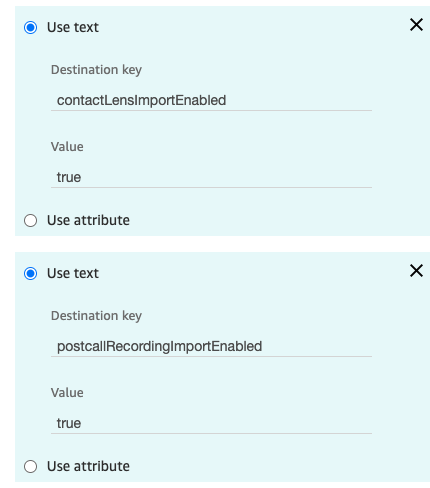 Use text
Destination key
contactLensImportEnabled
Value
true
Use attribute
Use text
Destination key
postcallRecordingImportEnabled
Value
true
Use attribute